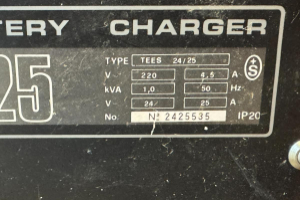 TERY CHARGER
25
TYPE TEES 24/25
V 220 4,5 A
kVA 1,0 50 Hz
V 24 25 A
No. Nº 2425535 IP20
+S